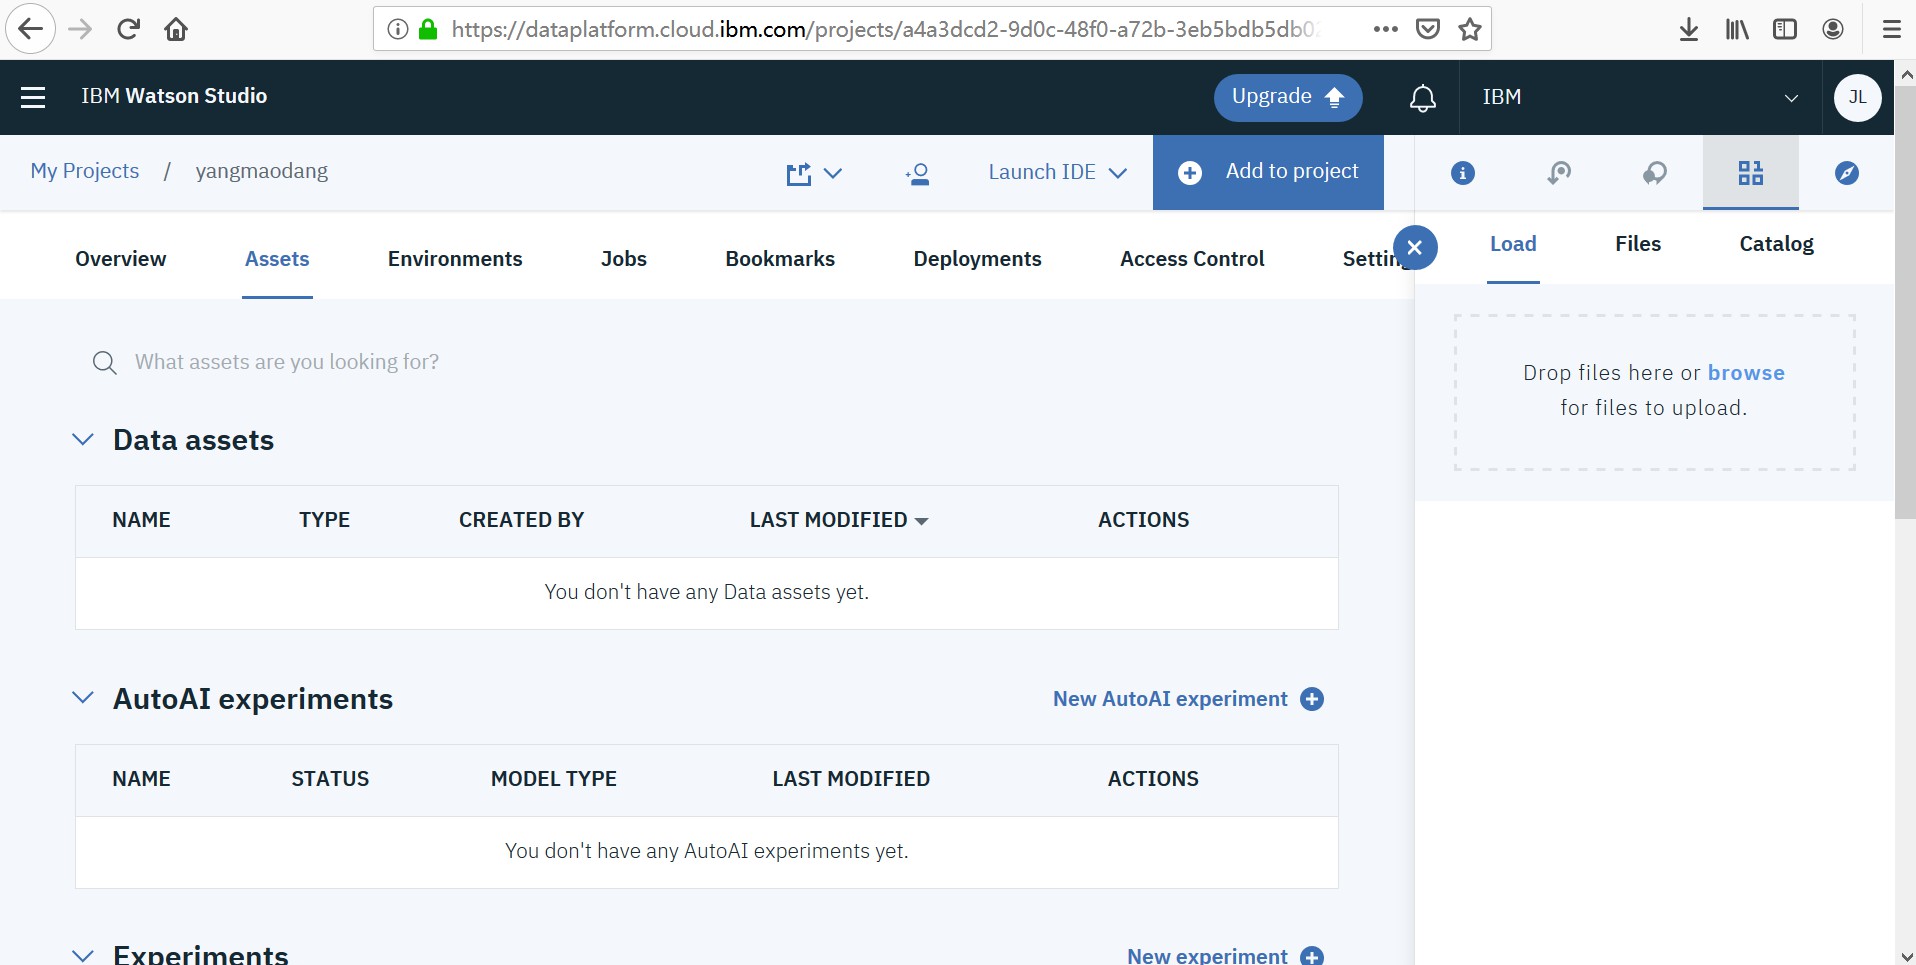 https://dataplatform.cloud.ibm.com/projects/a4a3dcd2-9d0c-48f0-a72b-3eb5bdb5db02
IBM Watson Studio
Upgrade
IBM
JL
My Projects / yangmaodang
Launch IDE
Add to project
Overview
Assets
Environments
Jobs
Bookmarks
Deployments
Access Control
Setting
Load
Files
Catalog
What assets are you looking for?
Drop files here or browse
for files to upload.
Data assets
NAME TYPE CREATED BY LAST MODIFIED ACTIONS
You don't have any Data assets yet.
AutoAI experiments
New AutoAI experiment
NAME STATUS MODEL TYPE LAST MODIFIED ACTIONS
You don't have any AutoAI experiments yet.
Experiments
New experiment